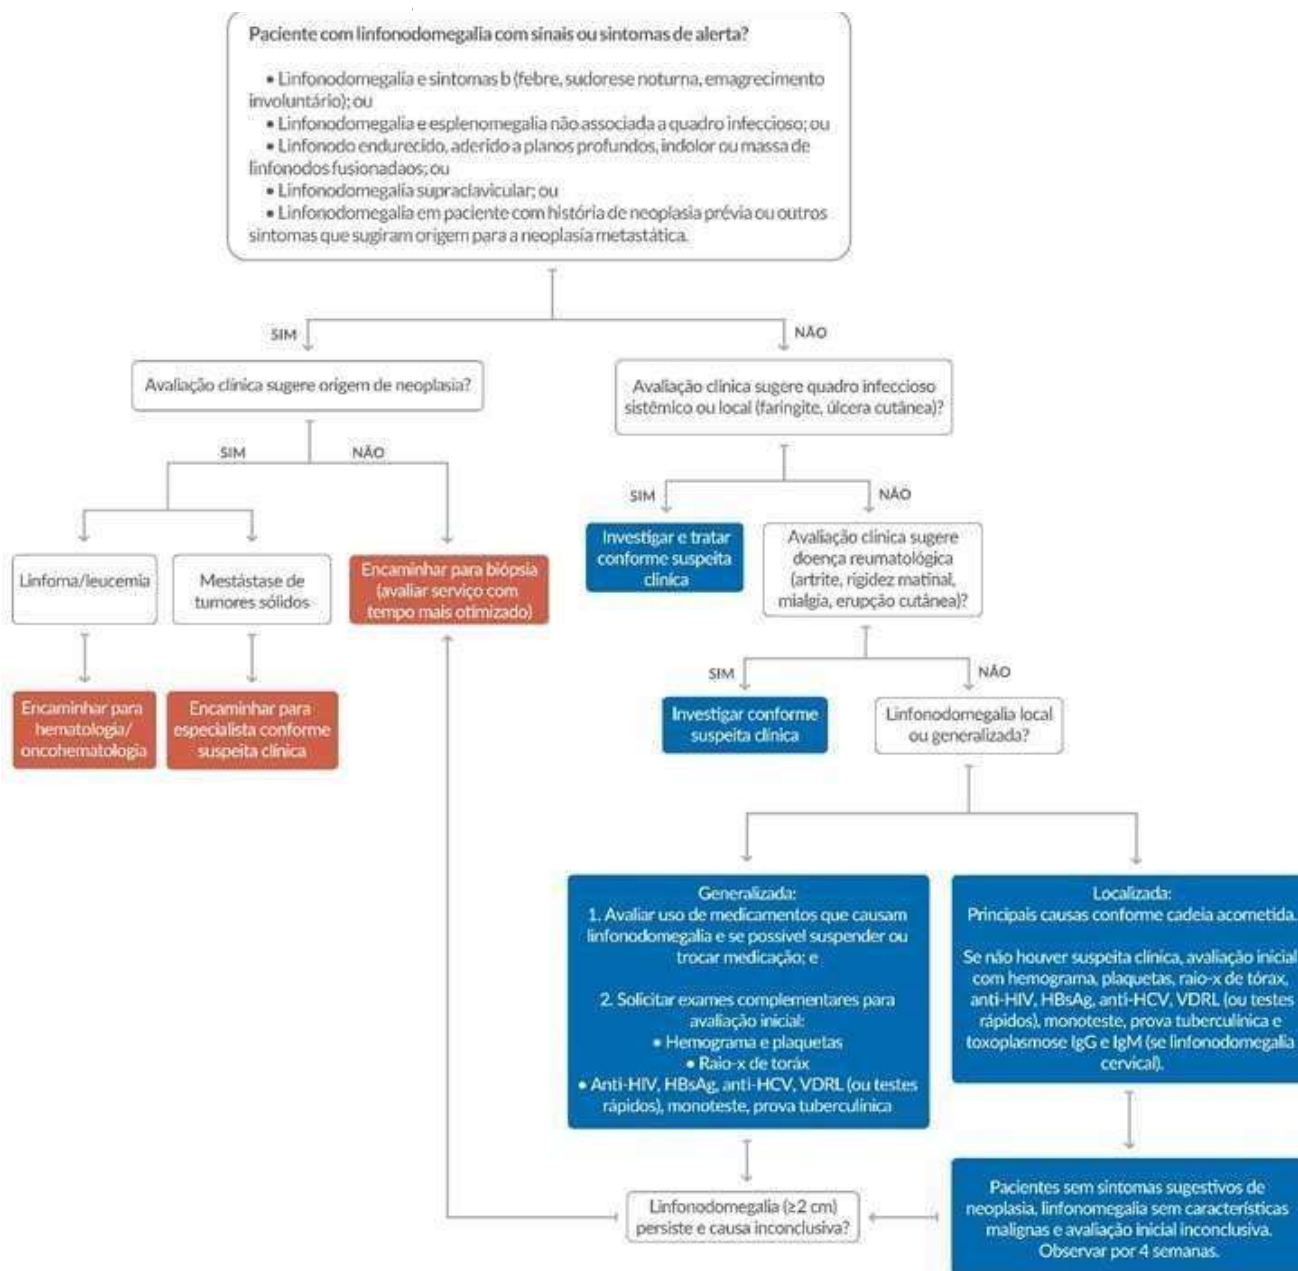 Paciente com linfonodomegalia com sinais ou sintomas de alerta?
• Linfonodomegalia e sintomas b (febre, sudorese noturna, emagrecimento
involuntário); ou
• Linfonodomegalia e esplenomegalia não associada a quadro infeccioso; ou
• Linfonodo endurecido, aderido a planos profundos, indolor ou massa de
linfonodos fusionadaos; ou
• Linfonodomegalia supraclavicular; ou
• Linfonodomegalia em paciente com história de neoplasia prévia ou outros
sintomas que sugiram origem para a neoplasia metastática.
SIM
NÃO
Avaliação clínica sugere origem de neoplasia?
Avaliação clínica sugere quadro infeccioso
sistêmico ou local (faringite, úlcera cutânea)?
SIM
NÃO
SIM
NÃO
Linfoma/leucemia
Mestástase de
tumores sólidos
Encaminhar para biópsia
(avaliar serviço com
tempo mais otimizado)
Investigar e tratar
conforme suspeita
clínica
Avaliação clínica sugere
doença reumatológica
(artrite, rigidez matinal,
mialgia, erupção cutânea)?
SIM
NÃO
Encaminhar para
hematologia/
oncohematologia
Encaminhar para
especialista conforme
suspeita clínica
Investigar conforme
suspeita clínica
Linfonodomegalia local
ou generalizada?
Generalizada:
1. Avaliar uso de medicamentos que causam
linfonodomegalia e se possível suspender ou
trocar medicação; e
2. Solicitar exames complementares para
avaliação inicial:
• Hemograma e plaquetas
• Raio-x de toráx
• Anti-HIV, HBsAg, anti-HCV, VDRL (ou testes
rápidos), monoteste, prova tuberculínica
Localizada:
Principais causas conforme cadeia acometida.
Se não houver suspeita clínica, avaliação inicial
com hemograma, plaquetas, raio-x de tórax,
anti-HIV, HBsAg, anti-HCV, VDRL (ou testes
rápidos), monoteste, prova tuberculínica e
toxoplasmose IgG e IgM (se linfonodomegalia
cervical).
Linfonodomegalia (≥2 cm)
persiste e causa inconclusiva?
Pacientes sem sintomas sugestivos de
neoplasia, linfonomegalia sem características
malignas e avaliação inicial inconclusiva.
Observar por 4 semanas.